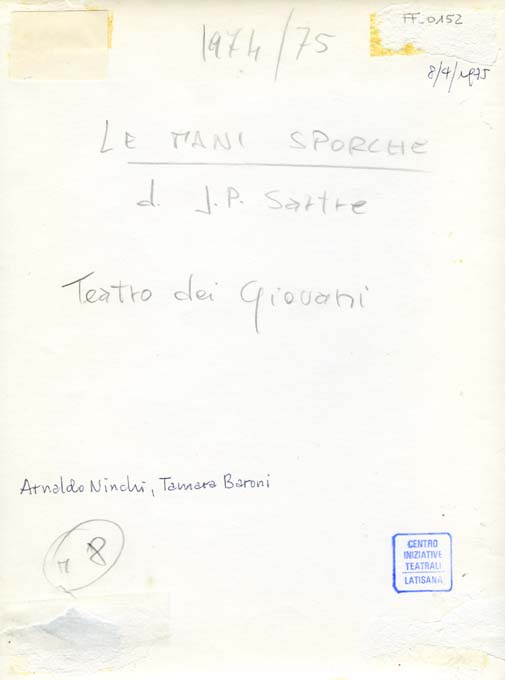 FF_0152
1974/75
8/4/1975
LE MANI SPORCHE
d. J.P. Sartre
Teatro dei Giovani
Arnaldo Ninchi, Tamara Baroni
8
CENTRO
INIZIATIVE
TEATRALI
LATISANA